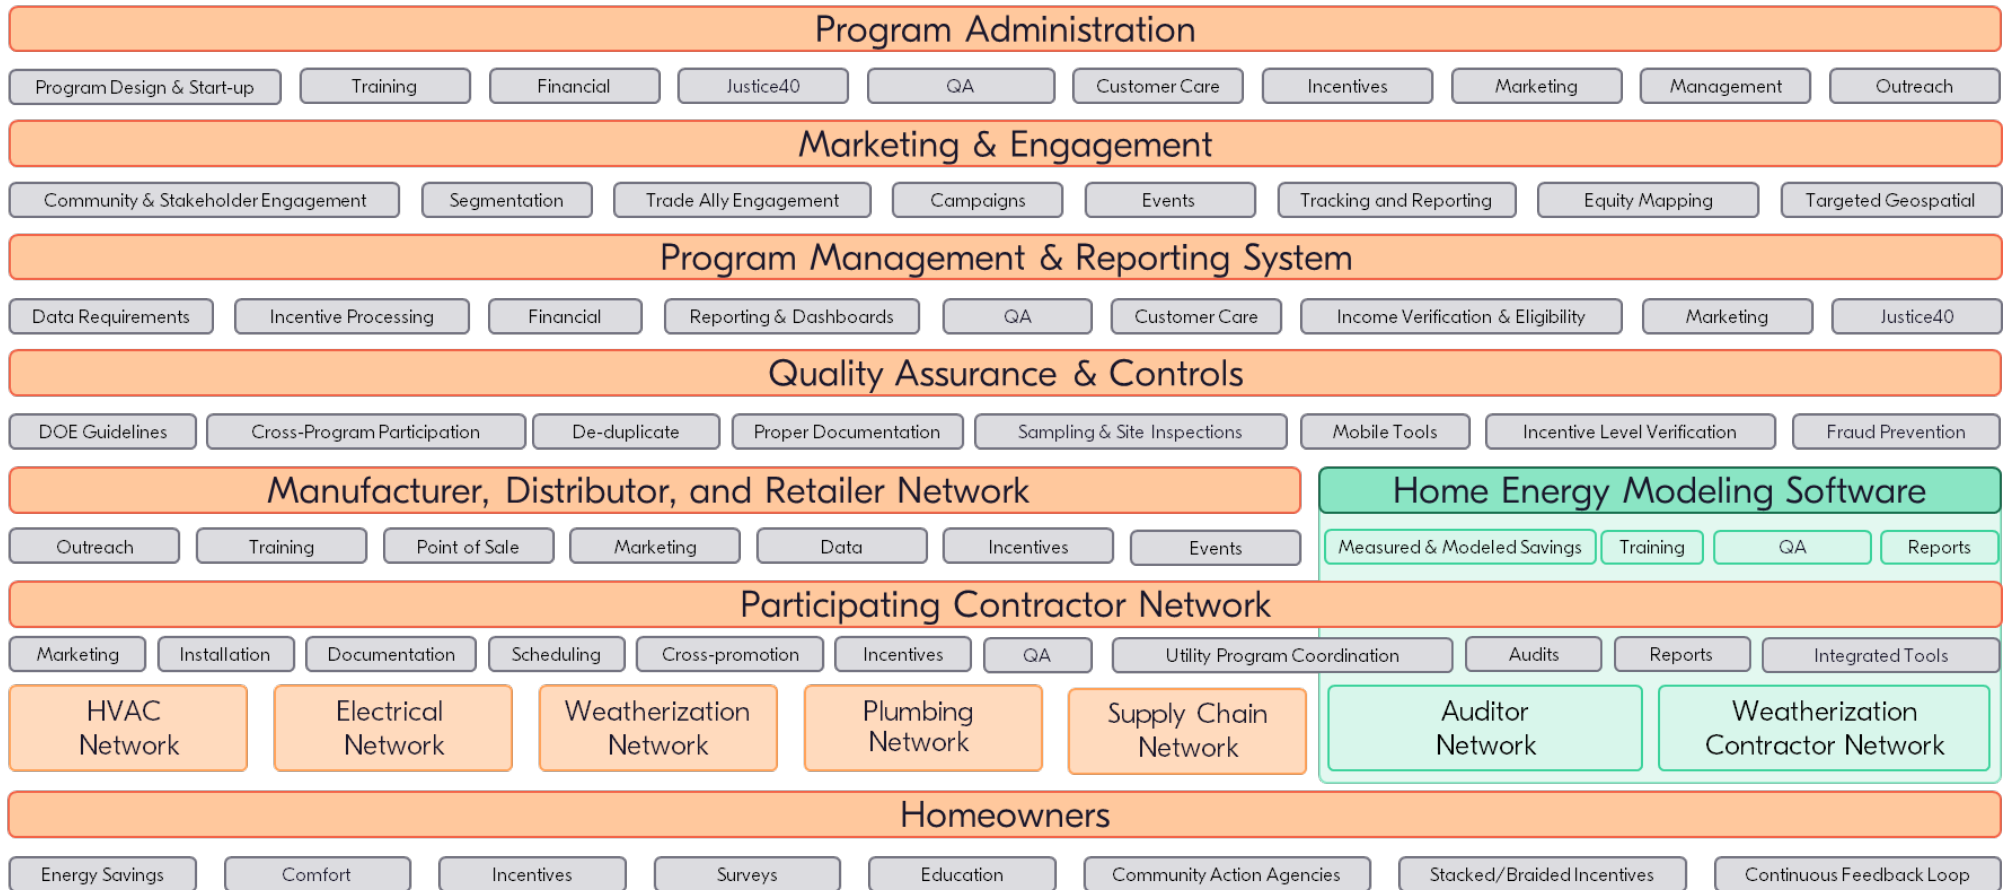 Program Administration
Program Design & Start-up
Training
Financial
Justice40
QA
Customer Care
Incentives
Marketing
Management
Outreach
Marketing & Engagement
Community & Stakeholder Engagement
Segmentation
Trade Ally Engagement
Campaigns
Events
Tracking and Reporting
Equity Mapping
Targeted Geospatial
Program Management & Reporting System
Data Requirements
Incentive Processing
Financial
Reporting & Dashboards
QA
Customer Care
Income Verification & Eligibility
Marketing
Justice40
Quality Assurance & Controls
DOE Guidelines
Cross-Program Participation
De-duplicate
Proper Documentation
Sampling & Site Inspections
Mobile Tools
Incentive Level Verification
Fraud Prevention
Manufacturer, Distributor, and Retailer Network
Outreach
Training
Point of Sale
Marketing
Data
Incentives
Events
Home Energy Modeling Software
Measured & Modeled Savings
Training
QA
Reports
Participating Contractor Network
Marketing
Installation
Documentation
Scheduling
Cross-promotion
Incentives
QA
Utility Program Coordination
Audits
Reports
Integrated Tools
HVAC
Network
Electrical
Network
Weatherization
Network
Plumbing
Network
Supply Chain
Network
Auditor
Network
Weatherization
Contractor Network
Homeowners
Energy Savings
Comfort
Incentives
Surveys
Education
Community Action Agencies
Stacked/Braided Incentives
Continuous Feedback Loop